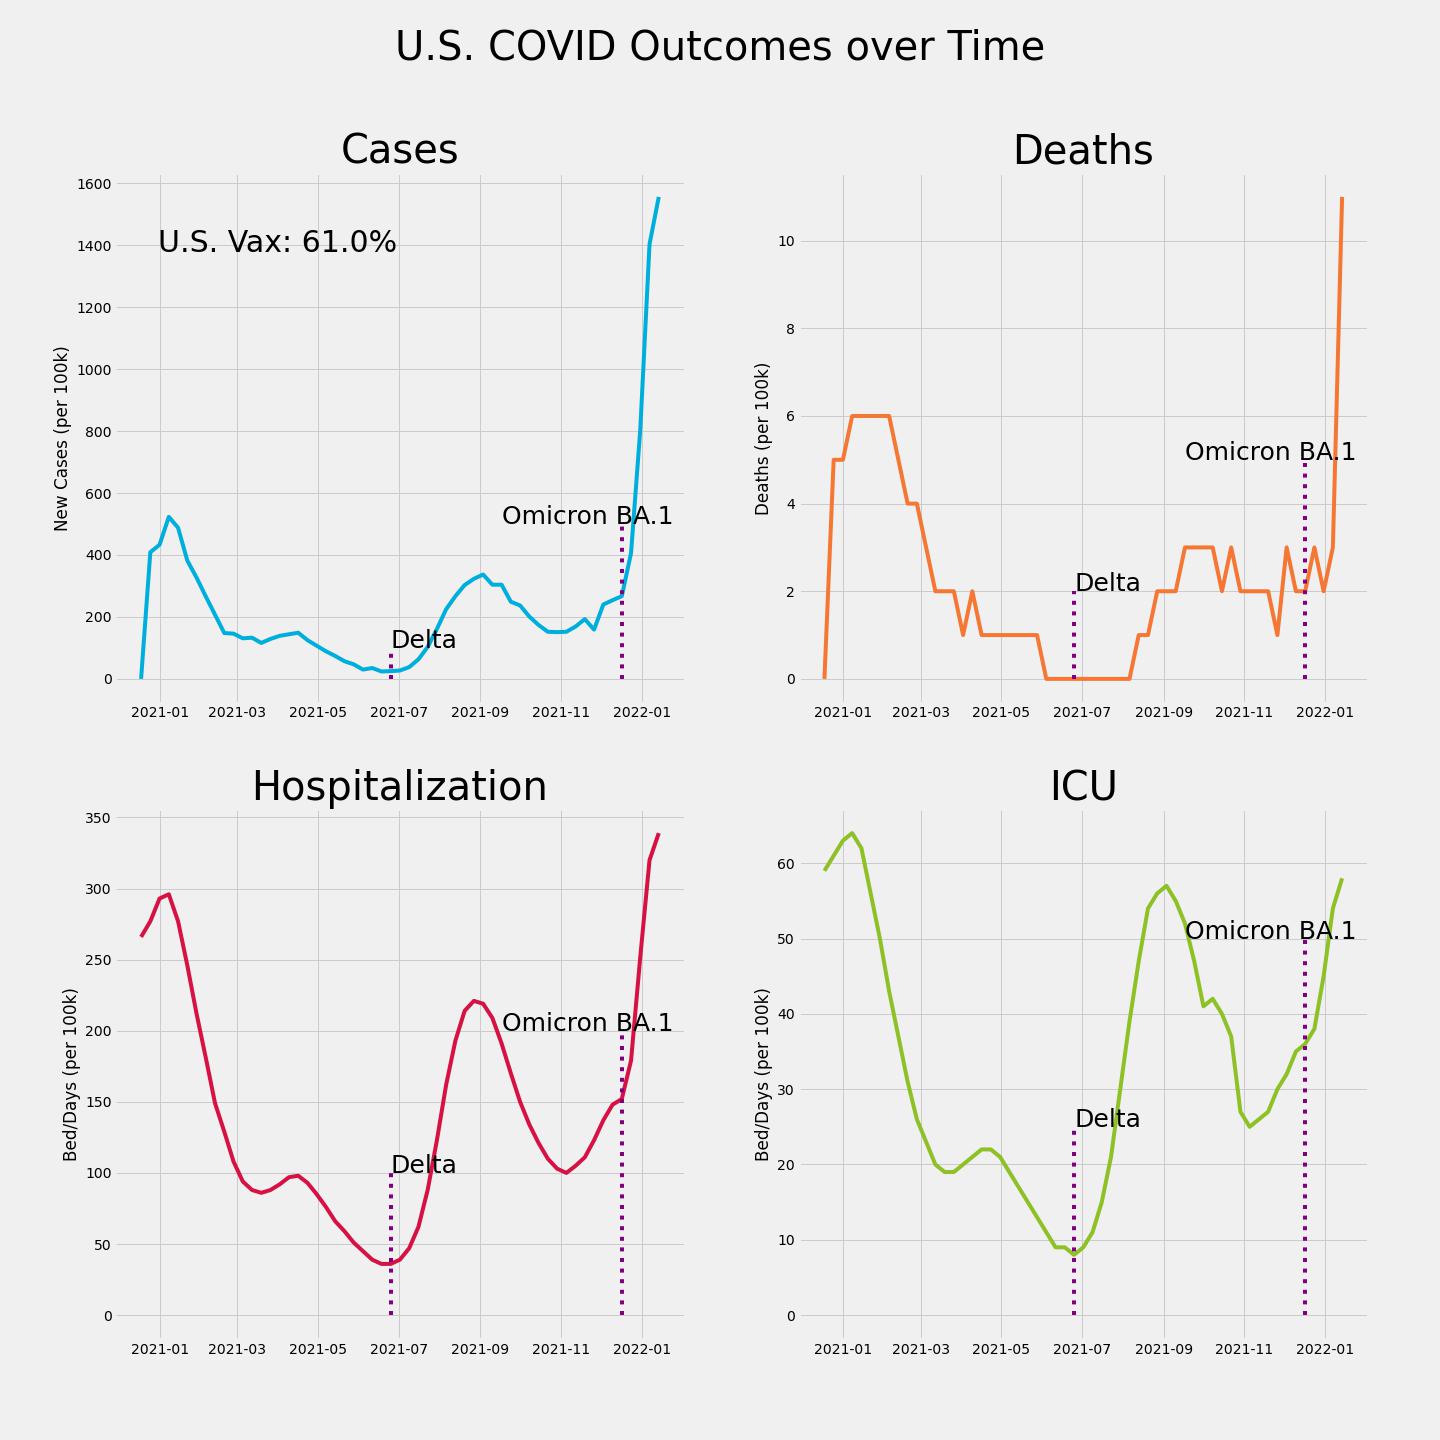 U.S. COVID Outcomes over Time
Cases
New Cases (per 100k)
1600
1400
1200
1000
800
600
400
200
0
U.S. Vax: 61.0%
Omicron BA.1
Delta
2021-01 2021-03 2021-05 2021-07 2021-09 2021-11 2022-01
Deaths
Deaths (per 100k)
10
8
6
4
2
0
Omicron BA.1
Delta
2021-01 2021-03 2021-05 2021-07 2021-09 2021-11 2022-01
Hospitalization
Bed/Days (per 100k)
350
300
250
200
150
100
50
0
Omicron BA.1
Delta
2021-01 2021-03 2021-05 2021-07 2021-09 2021-11 2022-01
ICU
Bed/Days (per 100k)
60
50
40
30
20
10
0
Omicron BA.1
Delta
2021-01 2021-03 2021-05 2021-07 2021-09 2021-11 2022-01